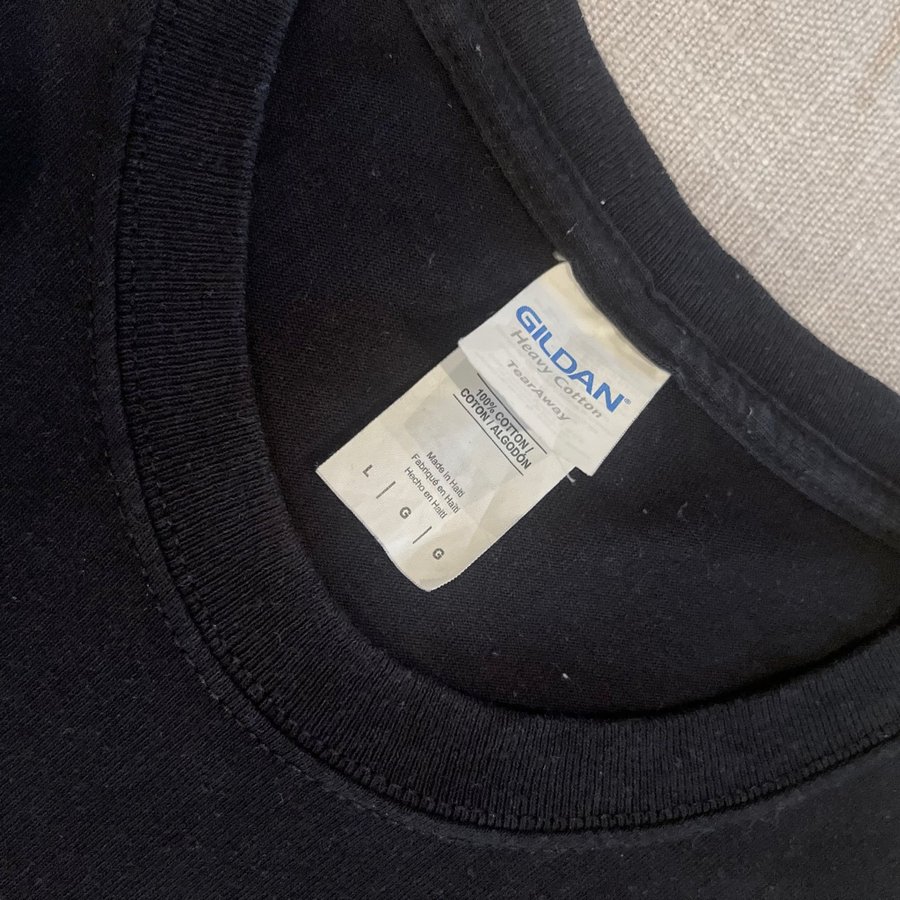 GILDAN®
Heavy Cotton
TearAway
100% COTTON /
COTON / ALGODÓN
Made in Haiti
Fabriqué en Haïti
Hecho en Haití
L / G / G